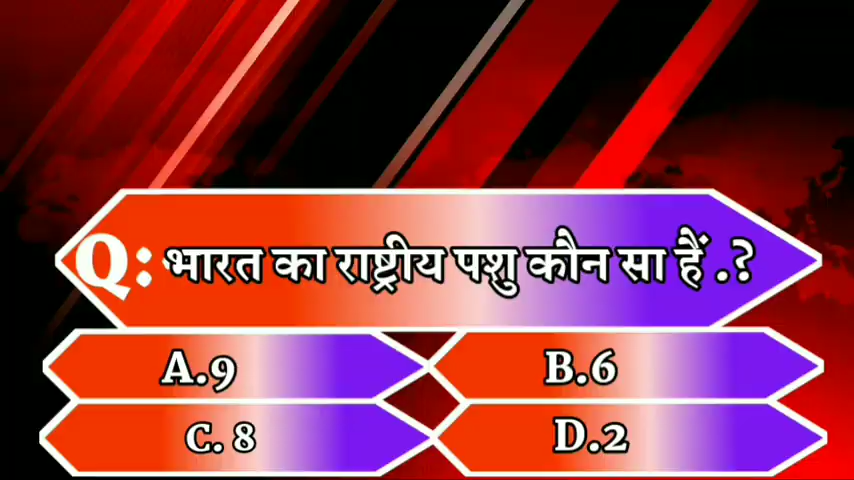 Q: भारत का राष्ट्रीय पशु कौन सा हैं .?
A.9
B.6
C. 8
D.2